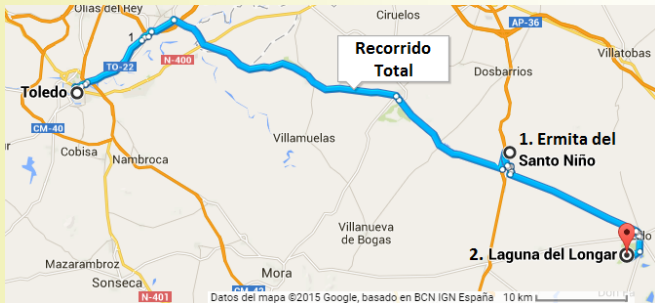 Olías del Rey
Ciruelos
AP-36
1
Recorrido
Total
Villatobas
TO-22
N-400
Dosbarrios
Toledo
CM-40
Villamuelas
1. Ermita del
Santo Niño
Cobisa
Nambroca
Villanueva
de Bogas
2. Laguna del Longar
Mazarambroz
Mora
Sonseca
CM-42
N-401
Datos del mapa ©2015 Google, basado en BCN IGN España
10 km